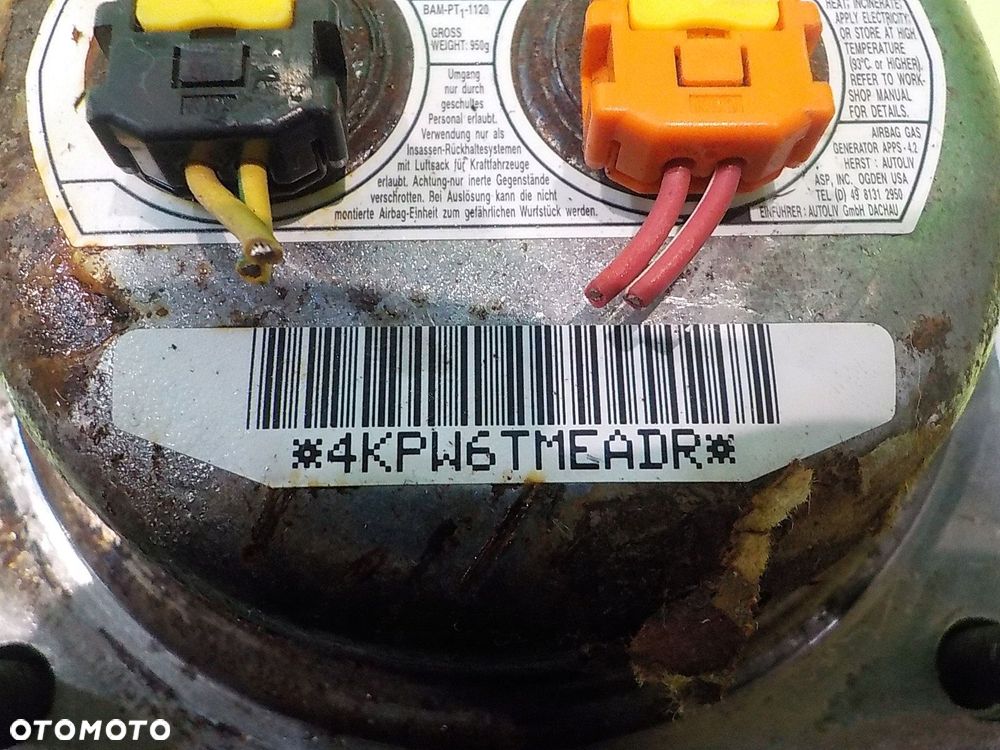 BAM-PT1-1120
GROSS
WEIGHT: 950g
Umgang
nur durch
geschultes
Personal erlaubt.
Verwendung nur als
Insassen-Rückhaltesystemen
mit Luftsack für Kraftfahrzeuge
erlaubt. Achtung-nur inerte Gegenstände
verschrotten. Bei Auslösung kann die nicht
montierte Airbag-Einheit zum gefährlichen Wurfstück werden.
HEAT; INCINERATE;
APPLY ELECTRICITY;
OR STORE AT HIGH
TEMPERATURE
(93°C. or HIGHER).
REFER TO WORK-
SHOP MANUAL
FOR DETAILS.
AIRBAG GAS
GENERATOR APPS - 4.2
HERST : AUTOLIV
ASP, INC. OGDEN USA
TEL (D) 49 6131 2950
EINFÜHRER : AUTOLIV GmbH DACHAU
*4KPW6TMEADR*
OTOMOTO